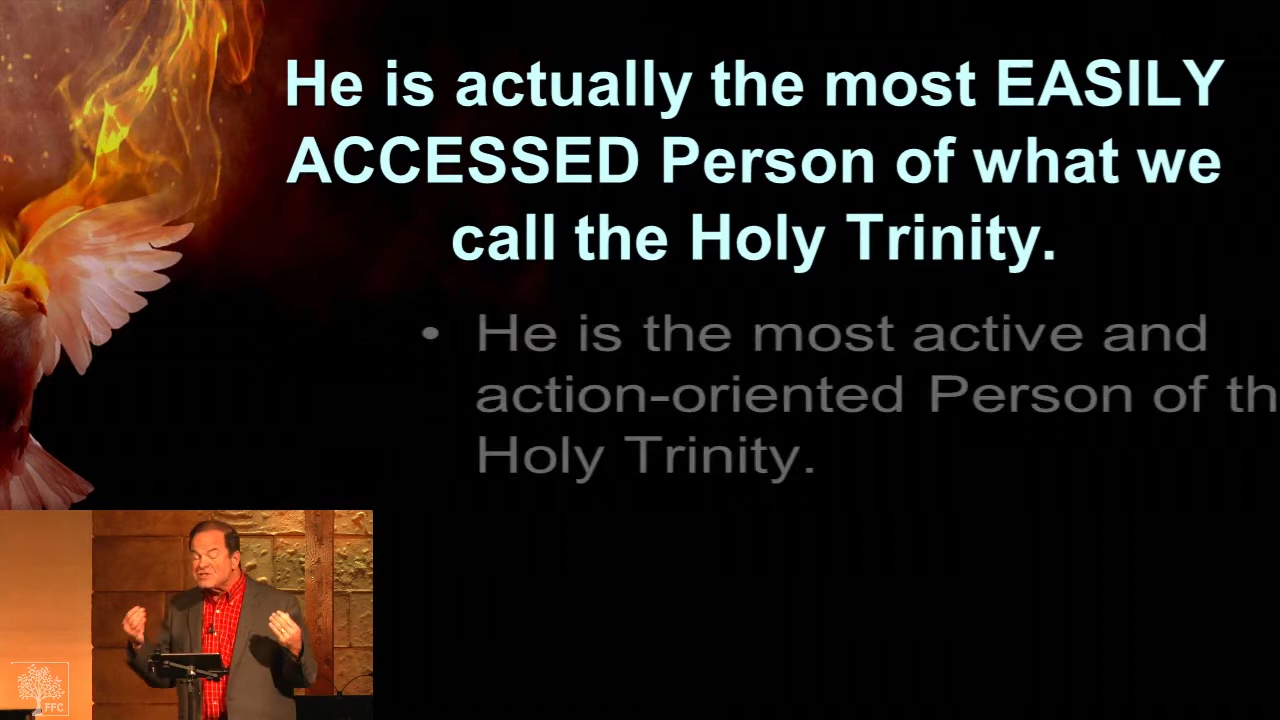 He is actually the most EASILY
ACCESSED Person of what we
call the Holy Trinity.
• He is the most active and
action-oriented Person of th
Holy Trinity.
FFC